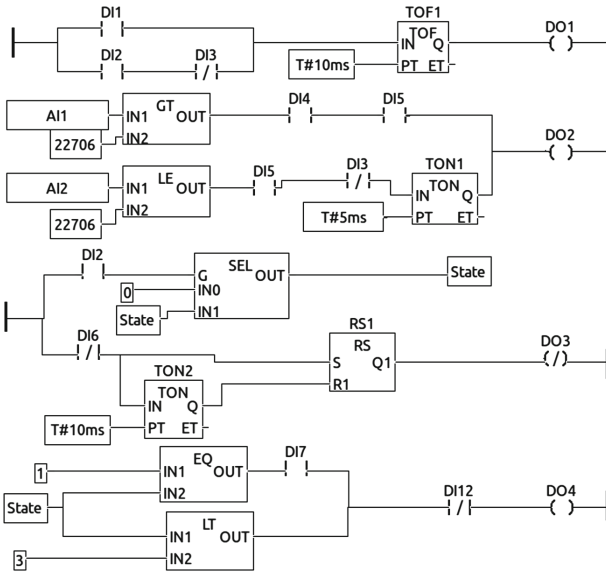 DI1
TOF1
DI2 DI3
TOF
IN Q
DO1
T#10ms
PT ET
AI1
GT
IN1 OUT
22706
IN2
DI4 DI5
DO2
AI2
LE
IN1 OUT
22706
IN2
DI5 DI3
TON1
TON
IN Q
T#5ms
PT ET
DI2
SEL
G OUT
State
0
IN0
State
IN1
DI6
RS1
RS
S Q1
R1
DO3
/
TON2
TON
IN Q
T#10ms
PT ET
1
EQ
IN1 OUT
IN2
DI7
State
LT
IN1 OUT
3
IN2
DI12
DO4